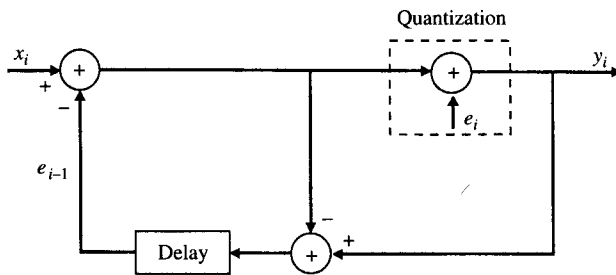 Quantization
x_i
+
+
+
y_i
−
e_i
e_{i−1}
−
Delay
+
+